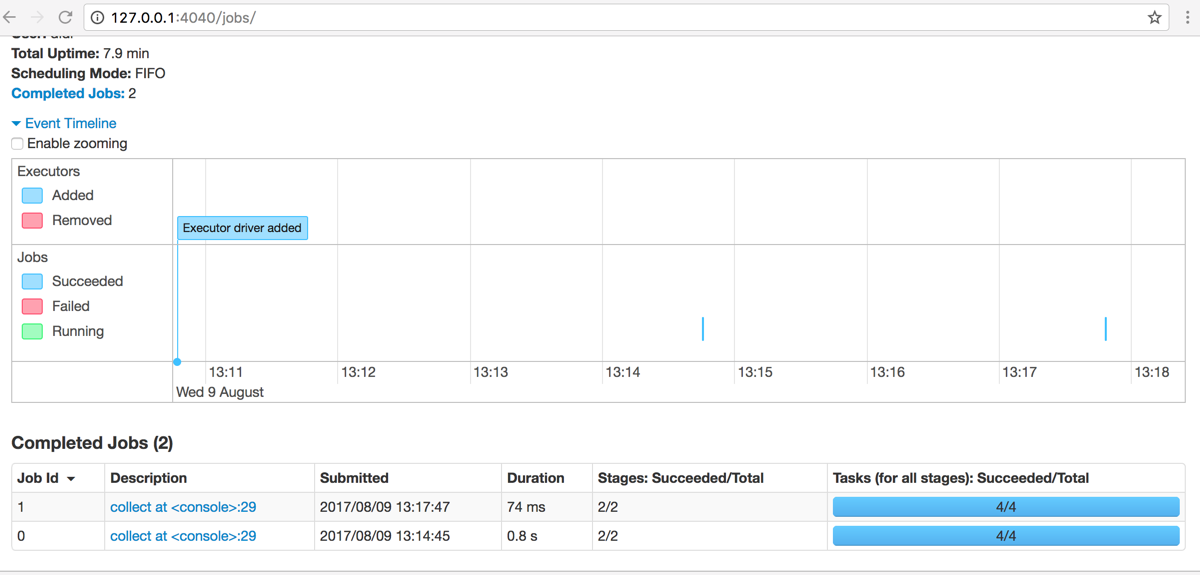 127.0.0.1:4040/jobs/
Total Uptime: 7.9 min
Scheduling Mode: FIFO
Completed Jobs: 2
Event Timeline
Enable zooming
Executors
Added
Removed
Executor driver added
Jobs
Succeeded
Failed
Running
13:11 13:12 13:13 13:14 13:15 13:16 13:17 13:18
Wed 9 August
Completed Jobs (2)
Job Id Description Submitted Duration Stages: Succeeded/Total Tasks (for all stages): Succeeded/Total
1 collect at <console>:29 2017/08/09 13:17:47 74 ms 2/2 4/4
0 collect at <console>:29 2017/08/09 13:14:45 0.8 s 2/2 4/4